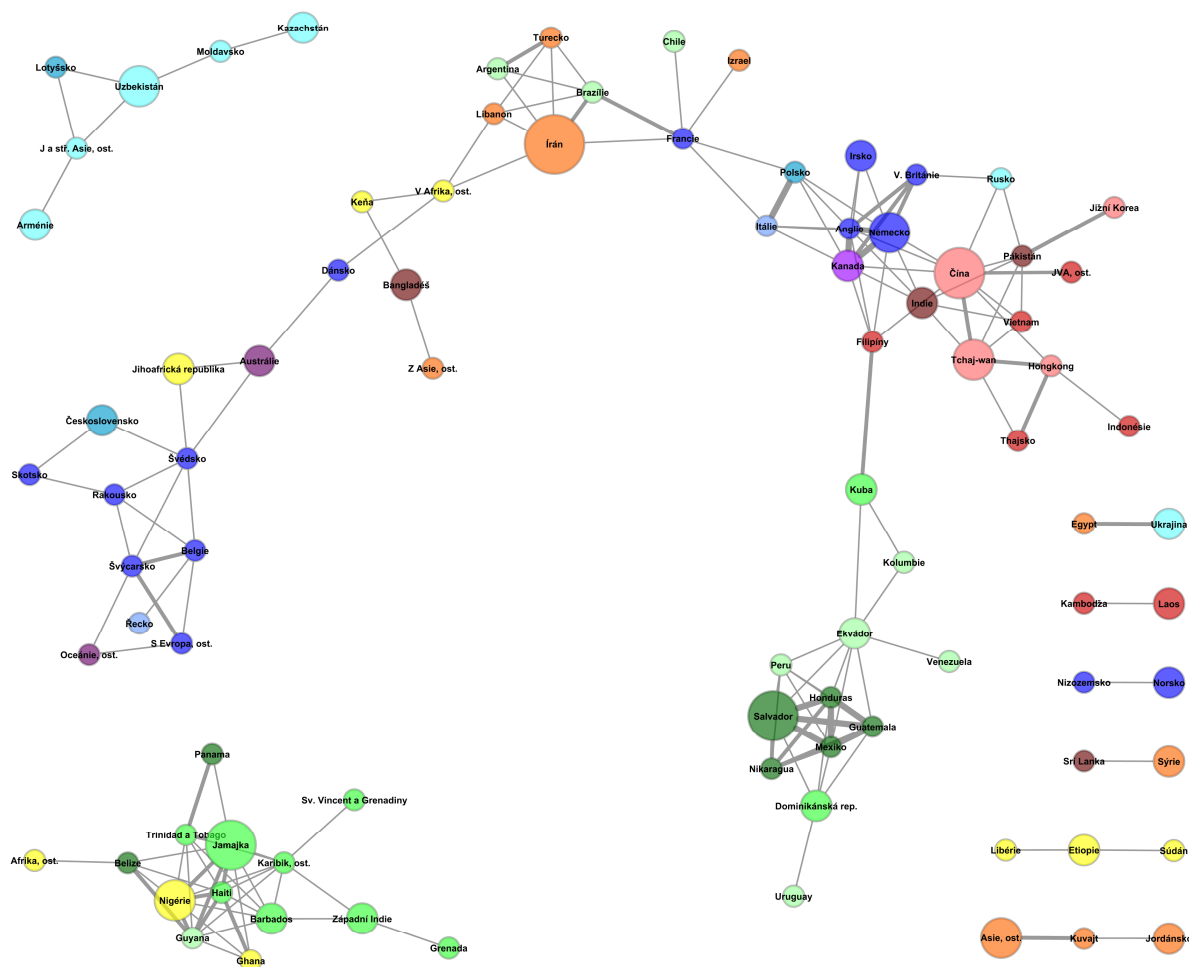 Kazachstán
Turecko
Chile
Moldavsko
Izrael
Lotyšsko
Argentina
Uzbekistán
Brazílie
Líbanon
Francie
Írán
J a stř. Asie, ost.
Irsko
Polsko
V. Británie
Rusko
V Afrika, ost.
Keňa
Jižní Korea
Arménie
Itálie
Anglie
Německo
Pákistán
Kanada
Čína
JVA, ost.
Dánsko
Bangladéš
Indie
Vietnam
Filipíny
Austrálie
Tchaj-wan
Hongkong
Jihoafrická republika
Z Asie, ost.
Československo
Indonésie
Thajsko
Švédsko
Skotsko
Rakousko
Kuba
Egypt
Ukrajina
Belgie
Švýcarsko
Kolumbie
Kambodža
Laos
Řecko
Ekvádor
S Evropa, ost.
Oceánie, ost.
Venezuela
Peru
Nizozemsko
Norsko
Honduras
Salvador
Guatemala
Mexiko
Panama
Nikaragua
Srí Lanka
Sýrie
Sv. Vincent a Grenadiny
Dominikánská rep.
Trinidad a Tobago
Jamajka
Libérie
Etiopie
Súdán
Afrika, ost.
Belize
Karibik, ost.
Haiti
Uruguay
Nigérie
Barbados
Západní Indie
Guyana
Asie, ost.
Kuvajt
Jordánsko
Grenada
Ghana